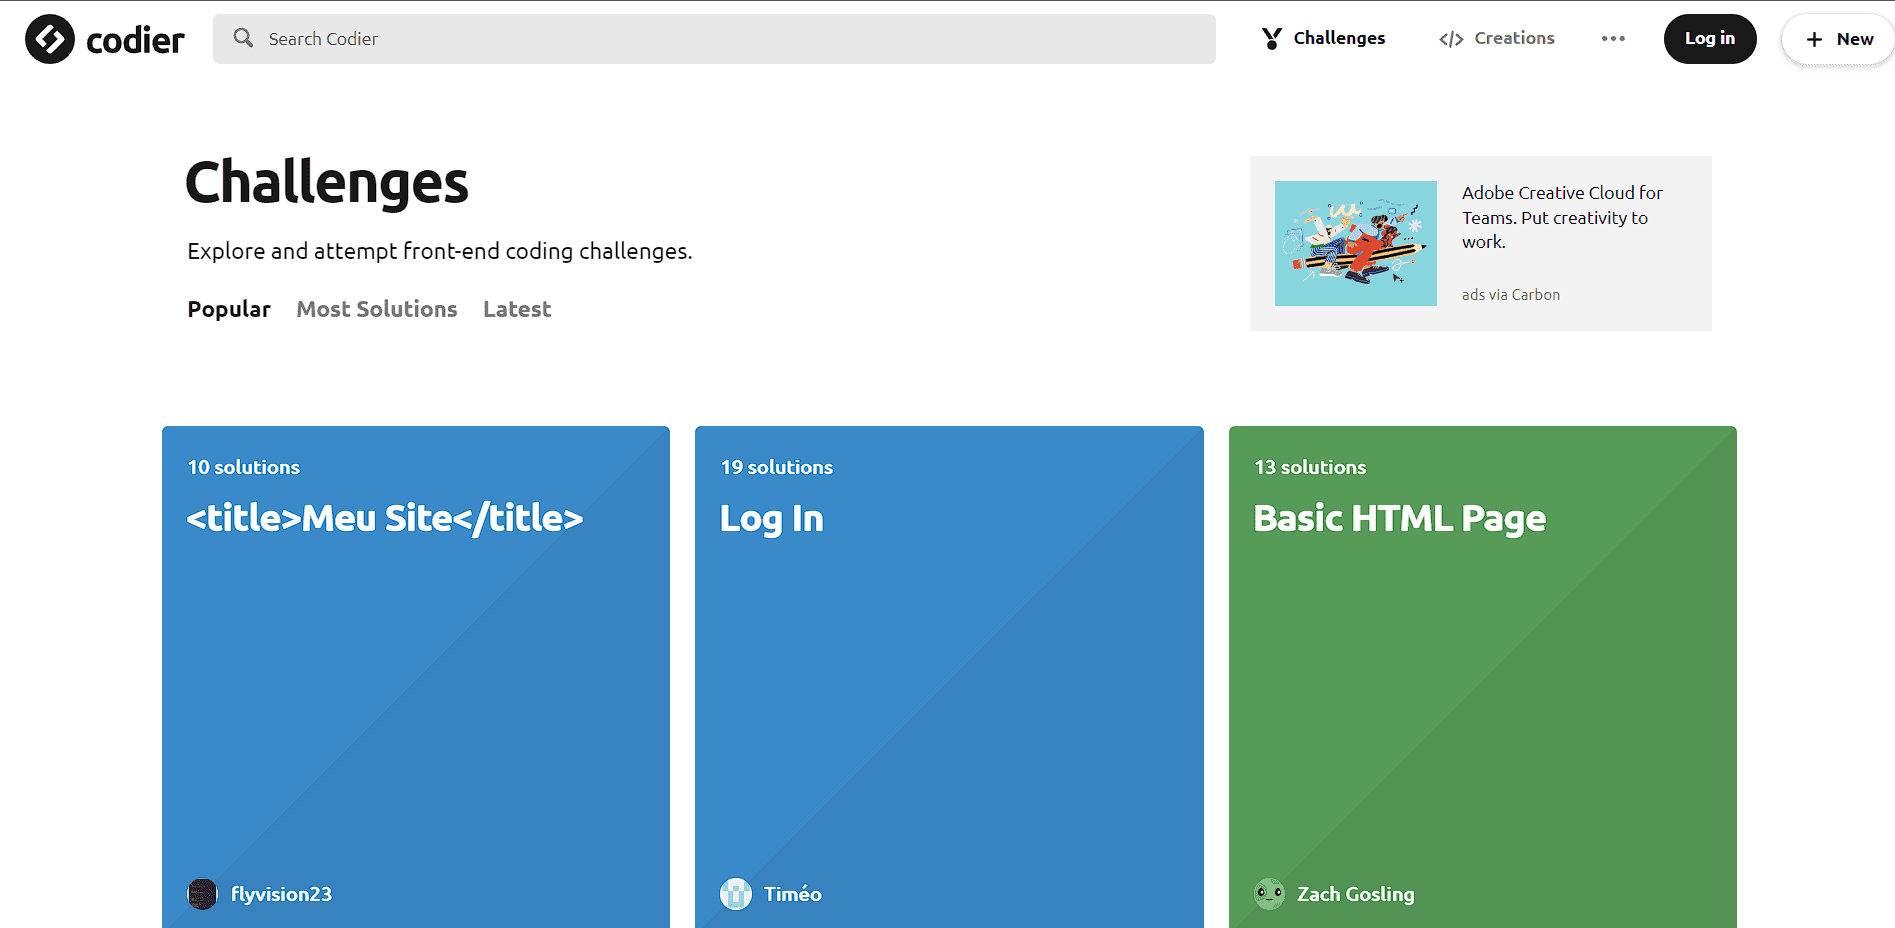 codier
Search Codier
Challenges
Creations
Log in
+ New
Challenges
Explore and attempt front-end coding challenges.
Popular
Most Solutions
Latest
Adobe Creative Cloud for
Teams. Put creativity to
work.
ads via Carbon
10 solutions
<title>Meu Site</title>
flyvision23
19 solutions
Log In
Timéo
13 solutions
Basic HTML Page
Zach Gosling